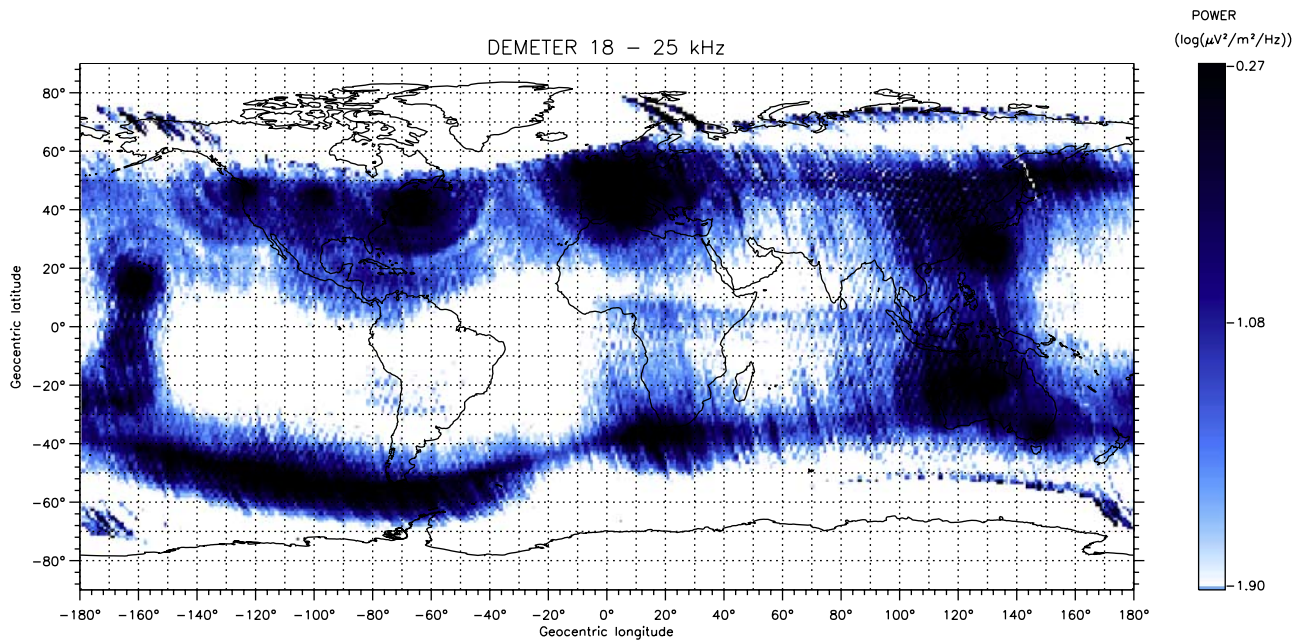 POWER
(log(μV²/m²/Hz))
DEMETER 18 − 25 kHz
−0.27
80°
60°
40°
20°
0°
−20°
−40°
−60°
−80°
Geocentric latitude
−1.08
−1.90
−180° −160° −140° −120° −100° −80° −60° −40° −20° 0° 20° 40° 60° 80° 100° 120° 140° 160° 180°
Geocentric longitude